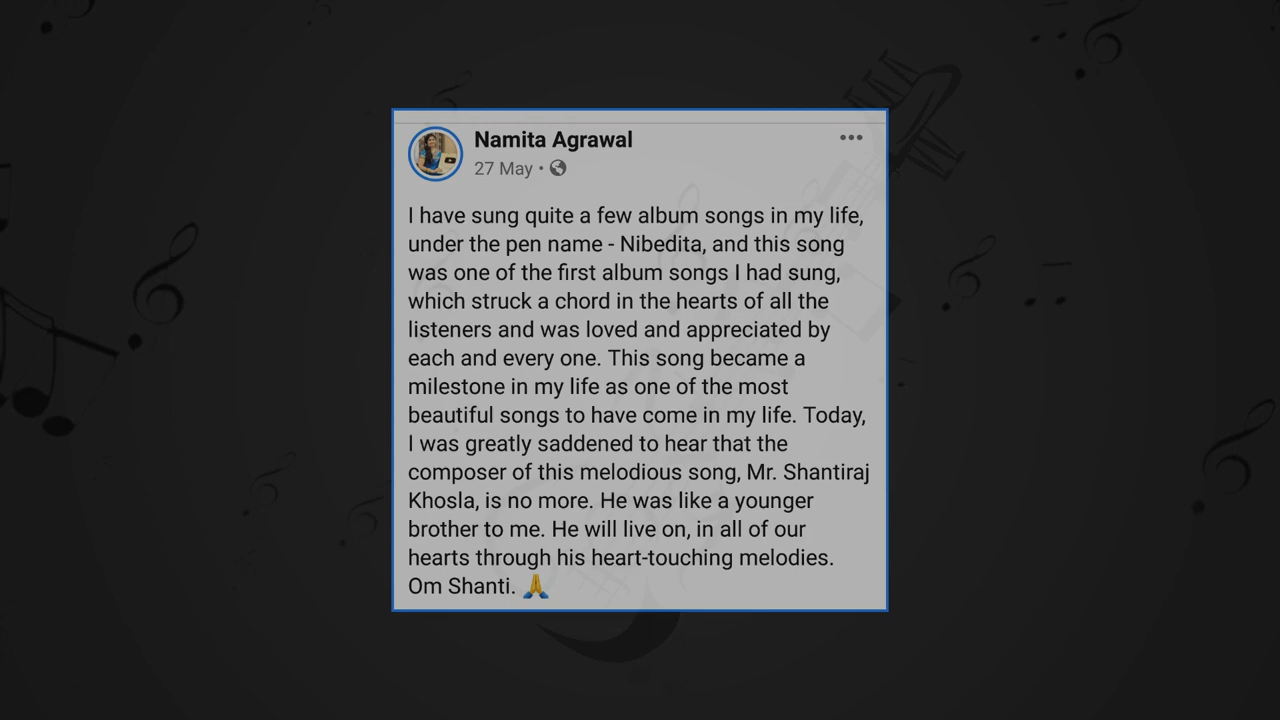 Namita Agrawal
27 May •
I have sung quite a few album songs in my life,
under the pen name - Nibedita, and this song
was one of the first album songs I had sung,
which struck a chord in the hearts of all the
listeners and was loved and appreciated by
each and every one. This song became a
milestone in my life as one of the most
beautiful songs to have come in my life. Today,
I was greatly saddened to hear that the
composer of this melodious song, Mr. Shantiraj
Khosla, is no more. He was like a younger
brother to me. He will live on, in all of our
hearts through his heart-touching melodies.
Om Shanti. 🙏